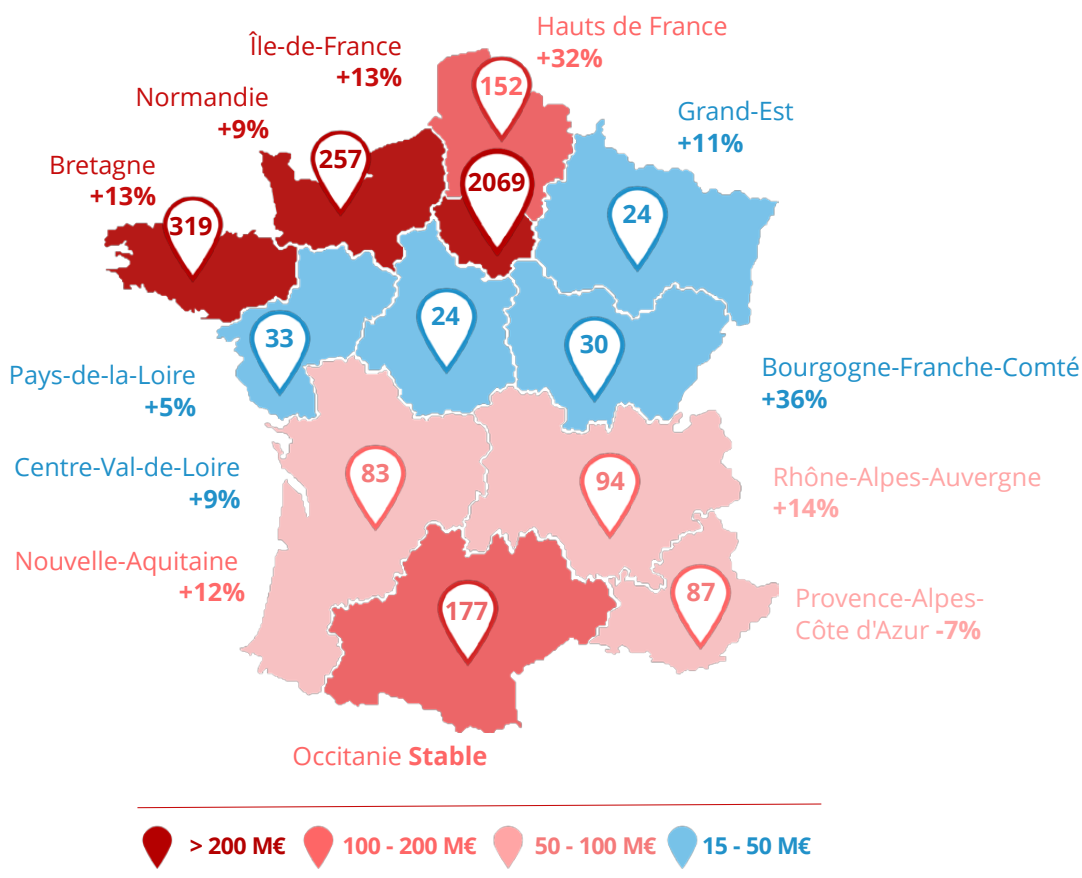 Hauts de France
+32%
Île-de-France
+13%
Normandie
+9%
Grand-Est
+11%
Bretagne
+13%
152
257
2069
319
24
33
24
30
Pays-de-la-Loire
+5%
Bourgogne-Franche-Comté
+36%
Centre-Val-de-Loire
+9%
83
94
Rhône-Alpes-Auvergne
+14%
Nouvelle-Aquitaine
+12%
177
87
Provence-Alpes-
Côte d'Azur -7%
Occitanie Stable
> 200 M€
100 - 200 M€
50 - 100 M€
15 - 50 M€